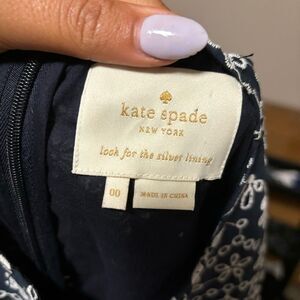 kate spade
NEW YORK
look for the silver lining
00
MADE IN CHINA